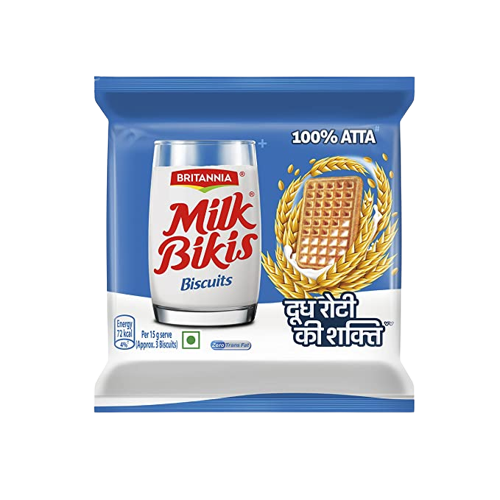 100% ATTA
BRITANNIA®
Milk®
Bikis
Biscuits
दूध रोटी
की शक्ति
Energy
72 kcal
4%*
Per 15 g serve
(Approx. 3 Biscuits)
Zero Trans Fat